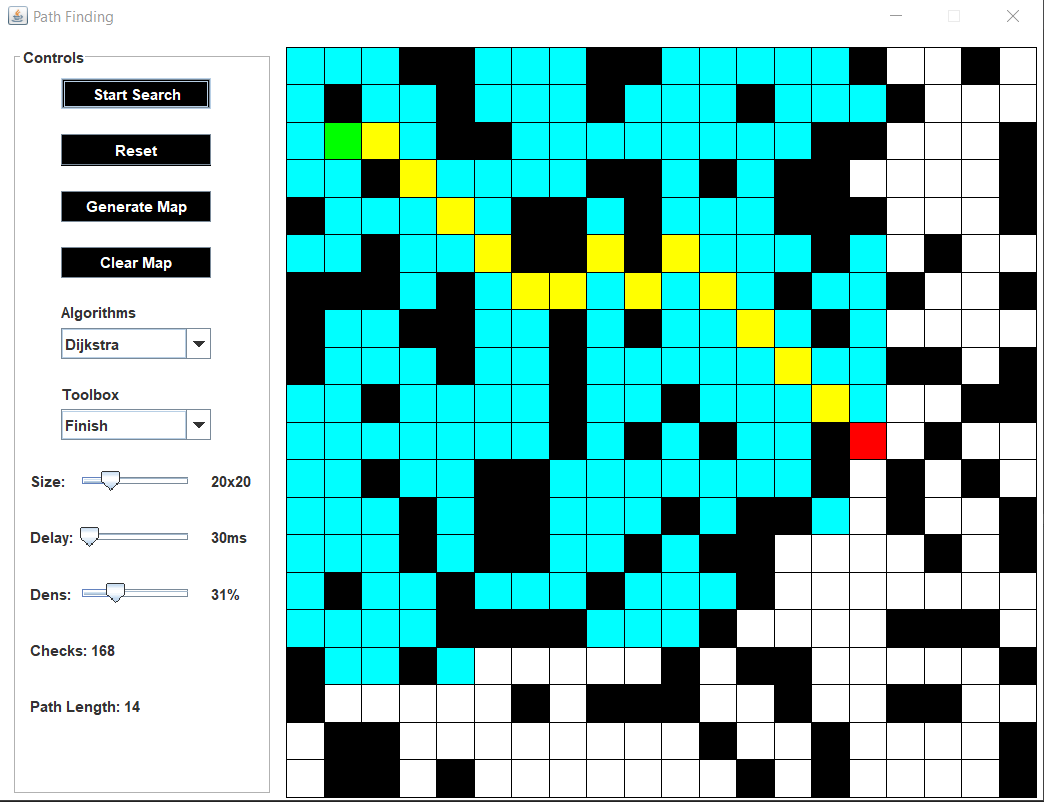 Path Finding
Controls
Start Search
Reset
Generate Map
Clear Map
Algorithms
Dijkstra
Toolbox
Finish
Size: 20x20
Delay: 30ms
Dens: 31%
Checks: 168
Path Length: 14